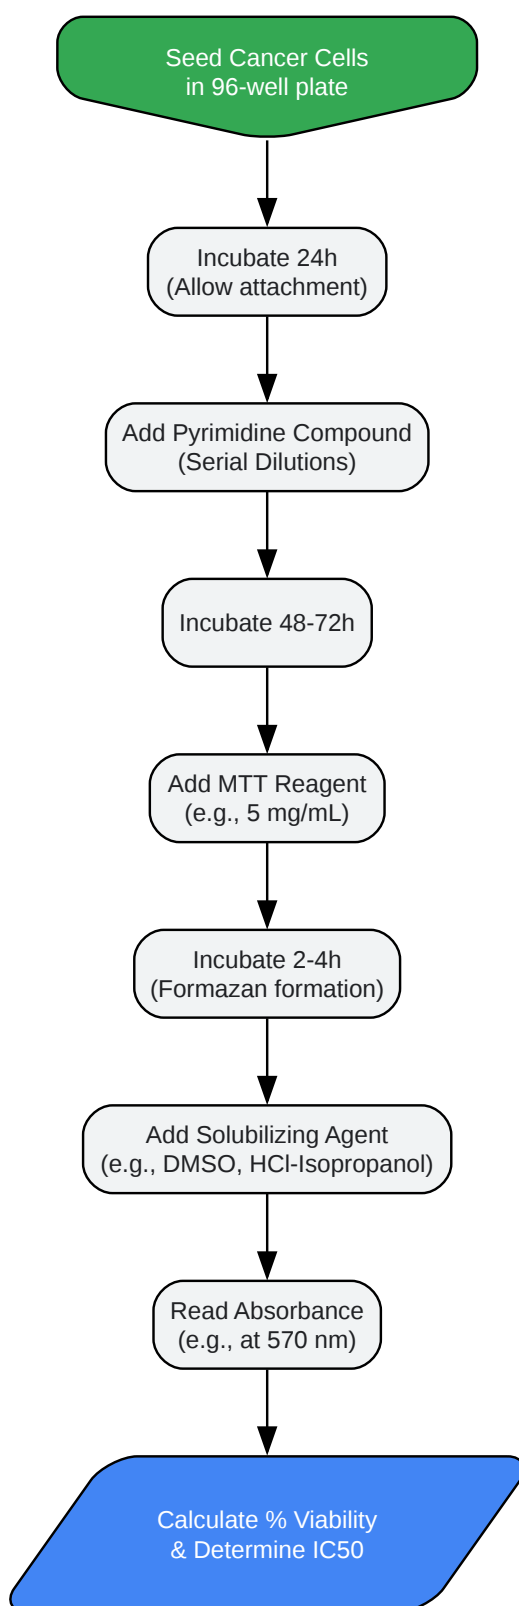 Seed Cancer Cells
in 96-well plate
Incubate 24h
(Allow attachment)
Add Pyrimidine Compound
(Serial Dilutions)
Incubate 48-72h
Add MTT Reagent
(e.g., 5 mg/mL)
Incubate 2-4h
(Formazan formation)
Add Solubilizing Agent
(e.g., DMSO, HCl-Isopropanol)
Read Absorbance
(e.g., at 570 nm)
Calculate % Viability
& Determine IC50